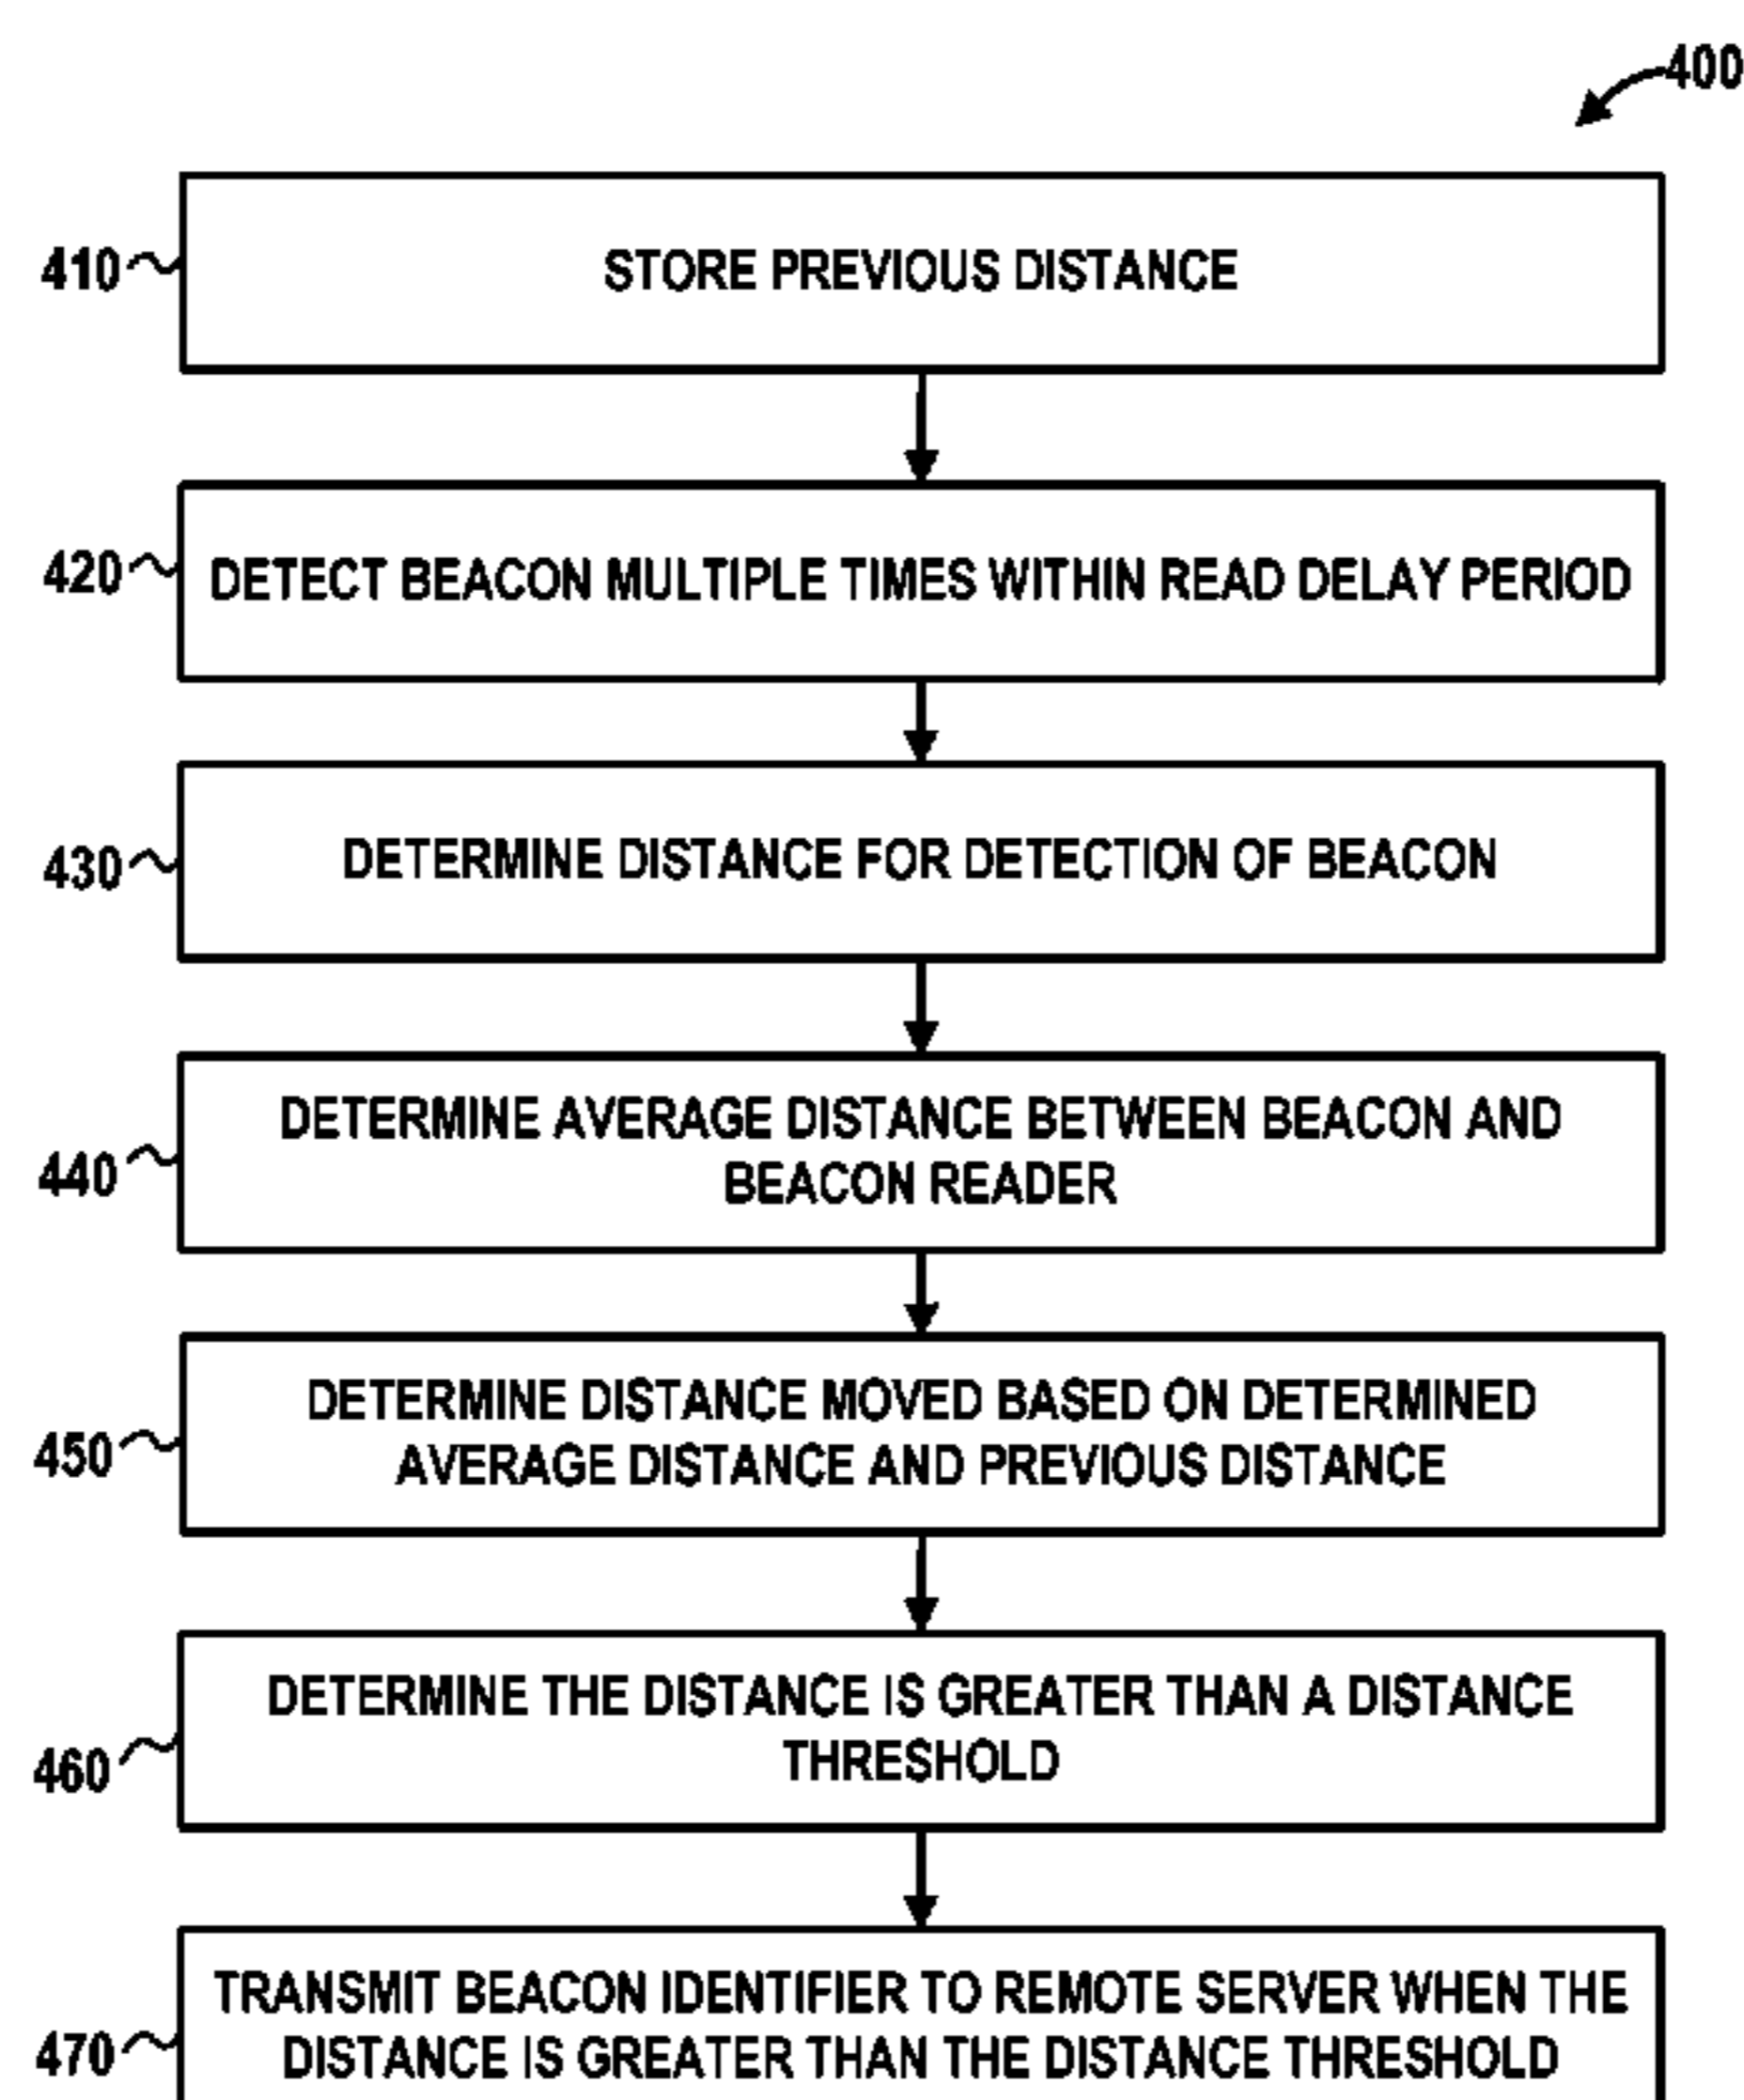 400
410
STORE PREVIOUS DISTANCE
420
DETECT BEACON MULTIPLE TIMES WITHIN READ DELAY PERIOD
430
DETERMINE DISTANCE FOR DETECTION OF BEACON
440
DETERMINE AVERAGE DISTANCE BETWEEN BEACON AND
BEACON READER
450
DETERMINE DISTANCE MOVED BASED ON DETERMINED
AVERAGE DISTANCE AND PREVIOUS DISTANCE
460
DETERMINE THE DISTANCE IS GREATER THAN A DISTANCE
THRESHOLD
470
TRANSMIT BEACON IDENTIFIER TO REMOTE SERVER WHEN THE
DISTANCE IS GREATER THAN THE DISTANCE THRESHOLD